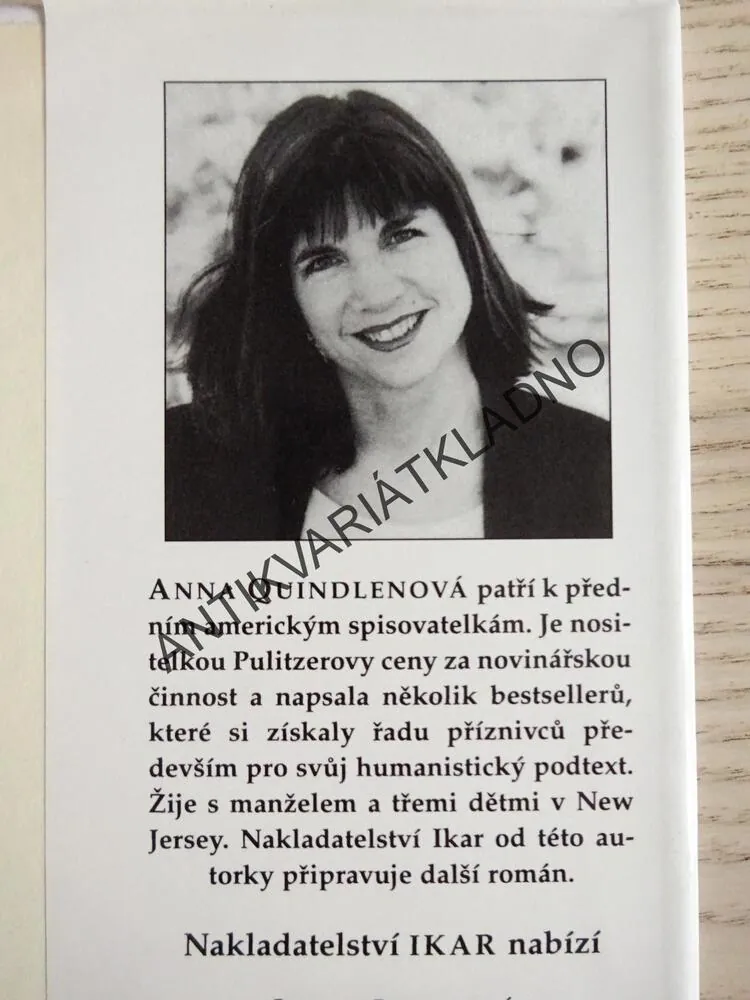 ANTIKVARIÁTKLADNO
ANNA QUINDLENOVÁ patří k před-
ním americkým spisovatelkám. Je nosi-
telkou Pulitzerovy ceny za novinářskou
činnost a napsala několik bestsellerů,
které si získaly řadu příznivců pře-
devším pro svůj humanistický podtext.
Žije s manželem a třemi dětmi v New
Jersey. Nakladatelství Ikar od této au-
torky připravuje další román.
Nakladatelství IKAR nabízí